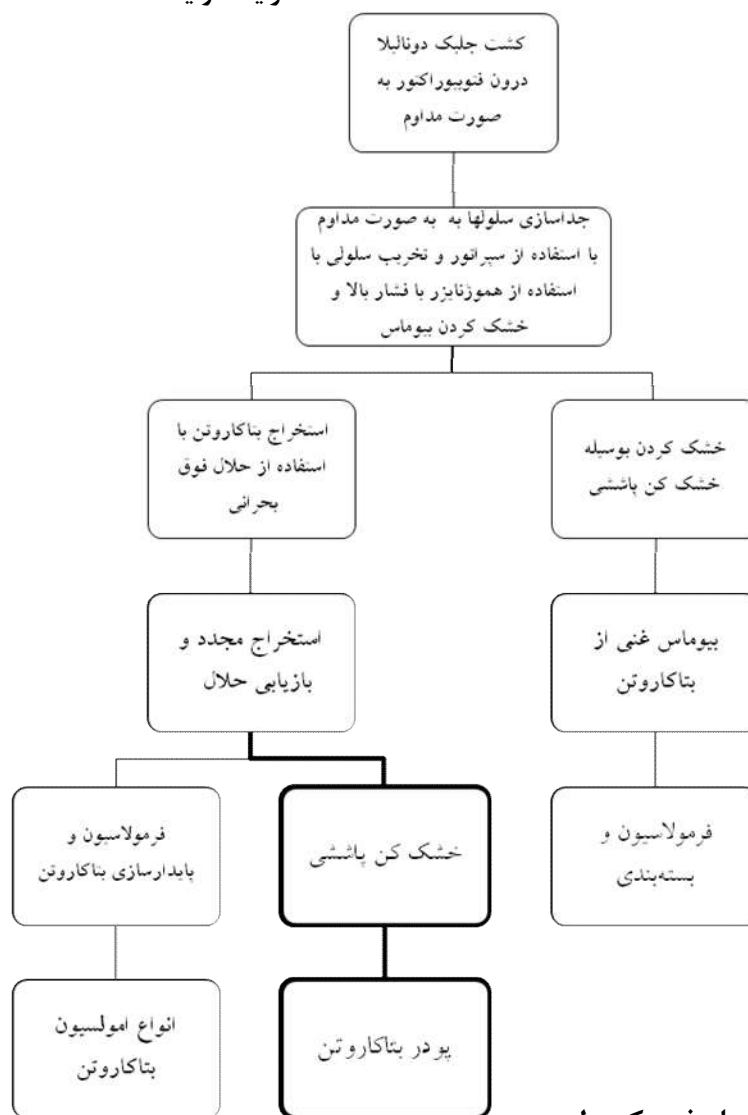 کشت جلبک دونالیلا
درون فتوبیوراکتور به
صورت مداوم
جداسازی سلولها به به صورت مداوم
با استفاده از سپراتور و تخریب سلولی با
استفاده از هموژنایزر با فشار بالا و
خشک کردن بیوماس
استخراج بتاکاروتن با
استفاده از حلال فوق
بحرانی
خشک کردن بوسیله
خشک کن پاششی
استخراج مجدد و
بازیابی حلال
بیوماس غنی از
بتاکاروتن
فرمولاسیون و
پایدارسازی بتاکاروتن
خشک کن پاششی
فرمولاسیون و
بسته‌بندی
انواع امولسیون
بتاکاروتن
پودر بتاکاروتن